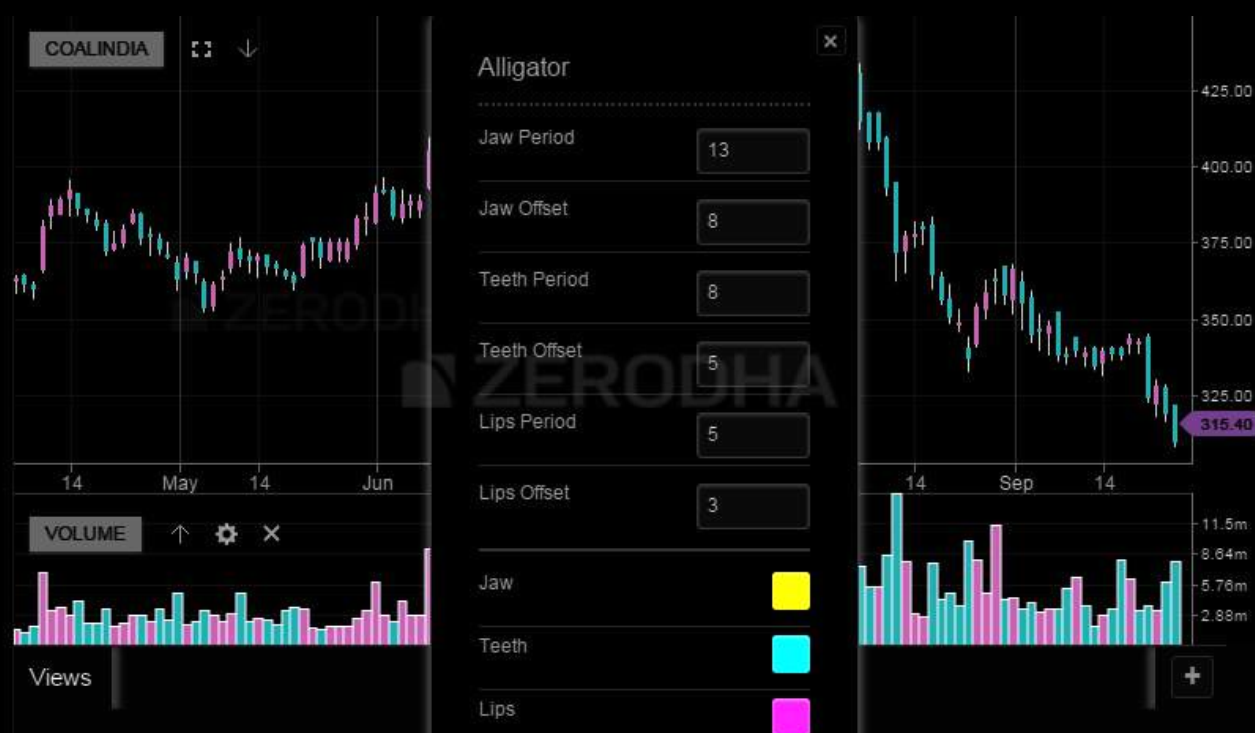 COALINDIA
Alligator
Jaw Period
13
Jaw Offset
8
Teeth Period
8
Teeth Offset
5
Lips Period
5
Lips Offset
3
Jaw
Teeth
Lips
425.00
400.00
375.00
350.00
325.00
315.40
ZERODH
ZERODHA
14 May 14 Jun 14 Sep 14
VOLUME
11.5m
8.64m
5.76m
2.88m
Views